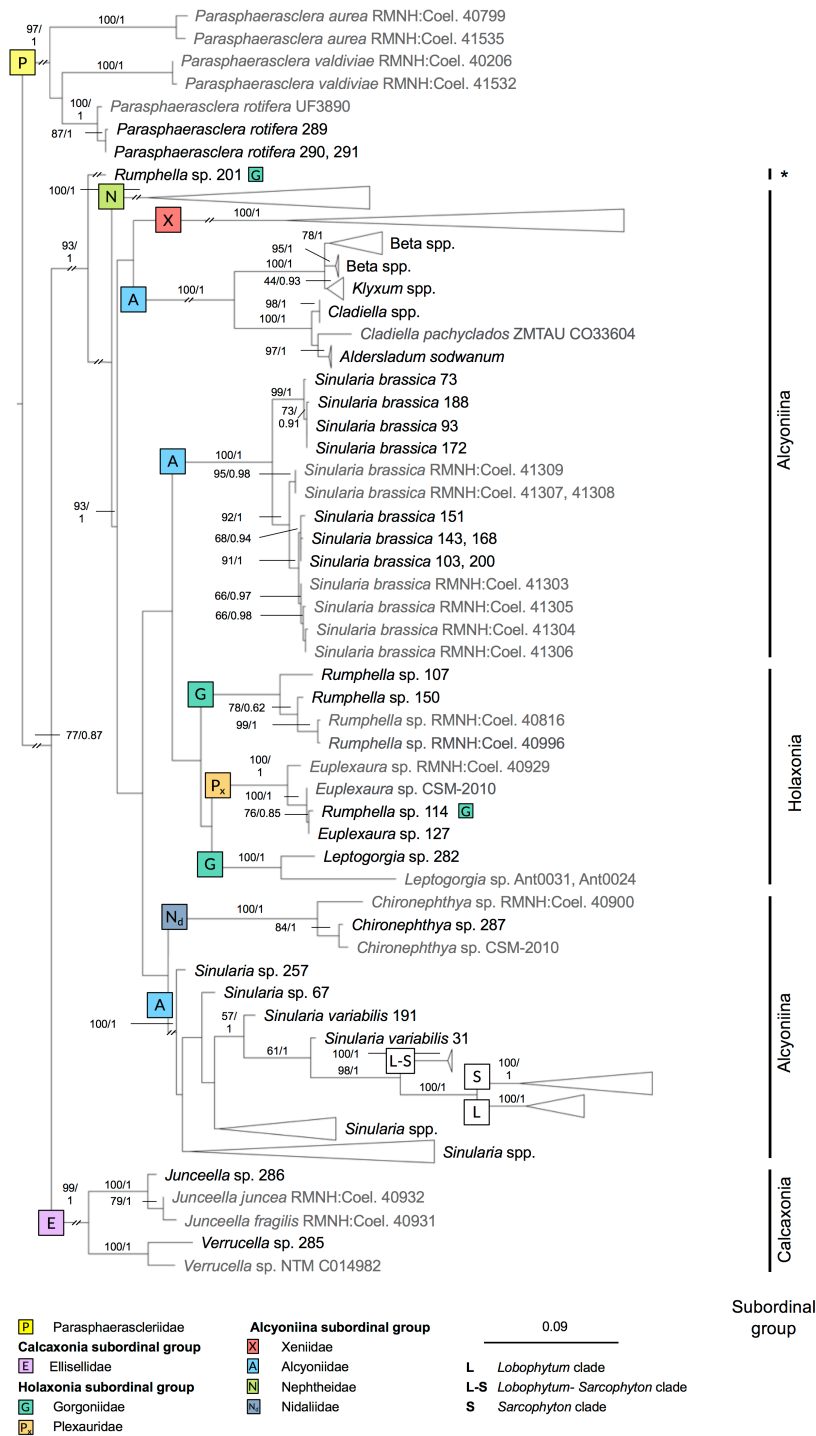 100/1
Parasphaerasclera aurea RMNH:Coel. 40799
97/
1
Parasphaerasclera aurea RMNH:Coel. 41535
P
100/1
Parasphaerasclera valdiviae RMNH:Coel. 40206
Parasphaerasclera valdiviae RMNH:Coel. 41532
100/
1
Parasphaerasclera rotifera UF3890
87/1
Parasphaerasclera rotifera 289
Parasphaerasclera rotifera 290, 291
Rumphella sp. 201 G
*
100/1
N
X
100/1
93/
1
78/1
Beta spp.
95/1
100/1
Beta spp.
44/0.93
Klyxum spp.
A
100/1
98/1
Cladiella spp.
100/1
Cladiella pachyclados ZMTAU CO33604
97/1
Aldersladum sodwanum
Sinularia brassica 73
99/1
Sinularia brassica 188
73/
0.91
Sinularia brassica 93
Sinularia brassica 172
A
100/1
95/0.98
Sinularia brassica RMNH:Coel. 41309
Sinularia brassica RMNH:Coel. 41307, 41308
Alcyoniina
93/
1
92/1
Sinularia brassica 151
68/0.94
Sinularia brassica 143, 168
91/1
Sinularia brassica 103, 200
Sinularia brassica RMNH:Coel. 41303
66/0.97
Sinularia brassica RMNH:Coel. 41305
66/0.98
Sinularia brassica RMNH:Coel. 41304
Sinularia brassica RMNH:Coel. 41306
Rumphella sp. 107
G
Rumphella sp. 150
78/0.62
99/1
Rumphella sp. RMNH:Coel. 40816
77/0.87
Rumphella sp. RMNH:Coel. 40996
100/
1
Euplexaura sp. RMNH:Coel. 40929
Px
Euplexaura sp. CSM-2010
100/1
76/0.85
Rumphella sp. 114 G
Euplexaura sp. 127
Holaxonia
G
100/1
Leptogorgia sp. 282
Leptogorgia sp. Ant0031, Ant0024
Chironephthya sp. RMNH:Coel. 40900
Nd
100/1
84/1
Chironephthya sp. 287
Chironephthya sp. CSM-2010
Sinularia sp. 257
Sinularia sp. 67
A
57/
1
Sinularia variabilis 191
100/1
Sinularia variabilis 31
61/1
100/1
L-S
98/1
100/
1
S
100/1
L
100/1
Sinularia spp.
Sinularia spp.
Alcyoniina
Junceella sp. 286
99/
1
100/1
79/1
Junceella juncea RMNH:Coel. 40932
Junceella fragilis RMNH:Coel. 40931
E
100/1
Verrucella sp. 285
Verrucella sp. NTM C014982
Calcaxonia
Subordinal
group
P Parasphaerascleriidae
Calcaxonia subordinal group
E Ellisellidae
Holaxonia subordinal group
G Gorgoniidae
Px Plexauridae
Alcyoniina subordinal group
X Xeniidae
A Alcyoniidae
N Nephtheidae
Nd Nidaliidae
0.09
L Lobophytum clade
L-S Lobophytum- Sarcophyton clade
S Sarcophyton clade